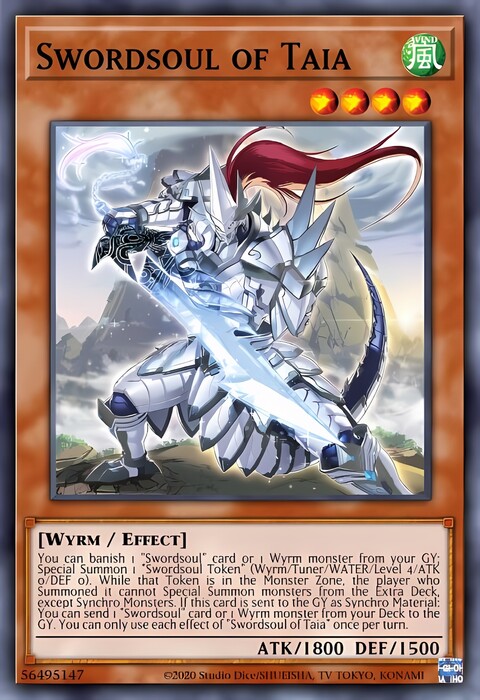 Swordsoul of Taia
WIND
風
[Wyrm / Effect]
You can banish 1 "Swordsoul" card or 1 Wyrm monster from your GY;
Special Summon 1 "Swordsoul Token" (Wyrm/Tuner/WATER/Level 4/ATK
0/DEF 0). While that Token is in the Monster Zone, the player who
Summoned it cannot Special Summon monsters from the Extra Deck,
except Synchro Monsters. If this card is sent to the GY as Synchro Material:
You can send 1 "Swordsoul" card or 1 Wyrm monster from your Deck to the
GY. You can only use each effect of "Swordsoul of Taia" once per turn.
ATK/1800 DEF/1500
56495147
©2020 Studio Dice/SHUEISHA, TV TOKYO, KONAMI